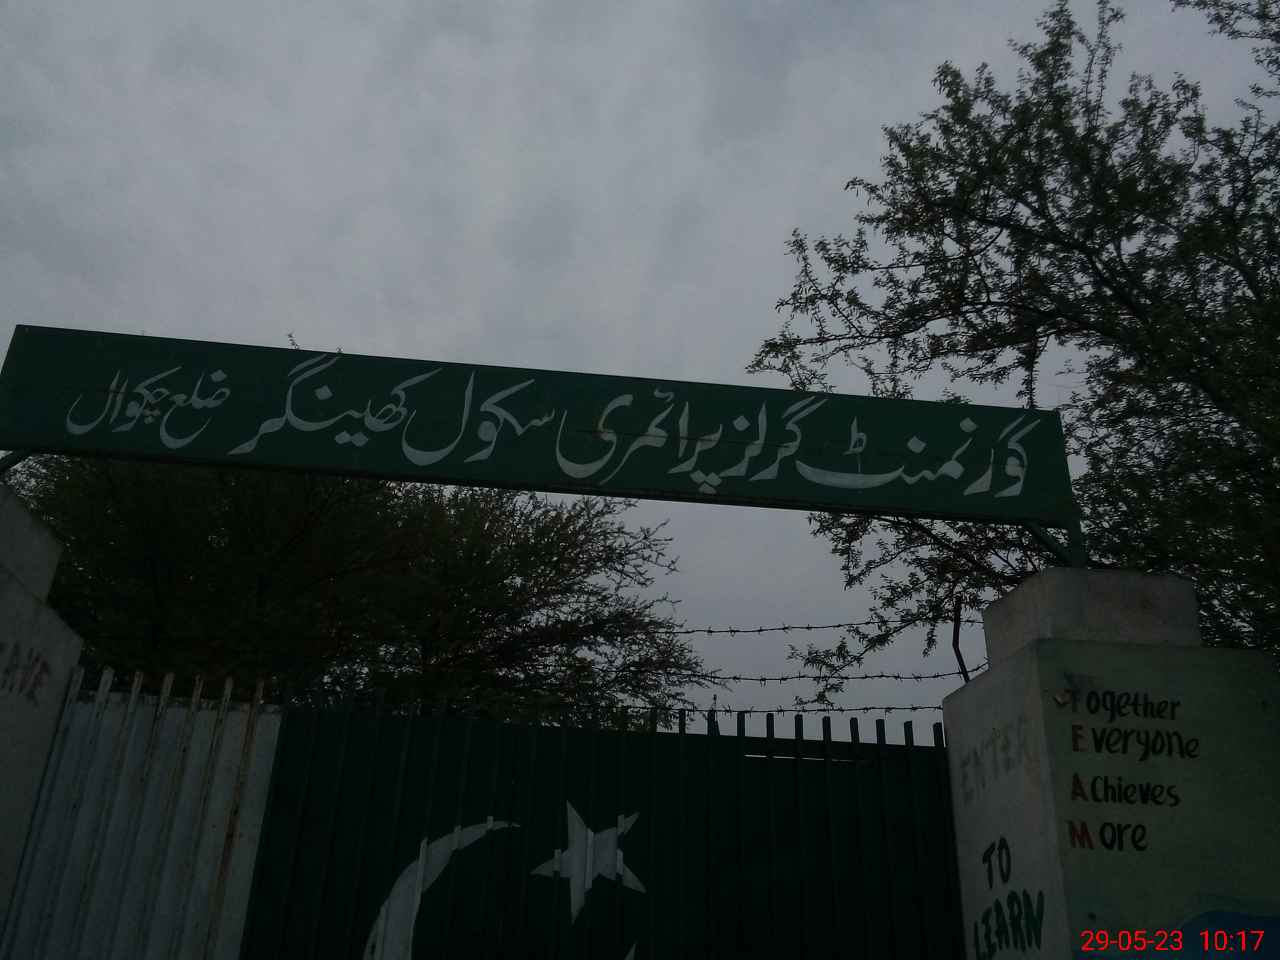 گورنمنٹ گرلز پرائمری سکول کھینگر ضلع چکوال
Together
Everyone
Achieves
More
ENTER
TO
LEARN
29-05-23 10:17